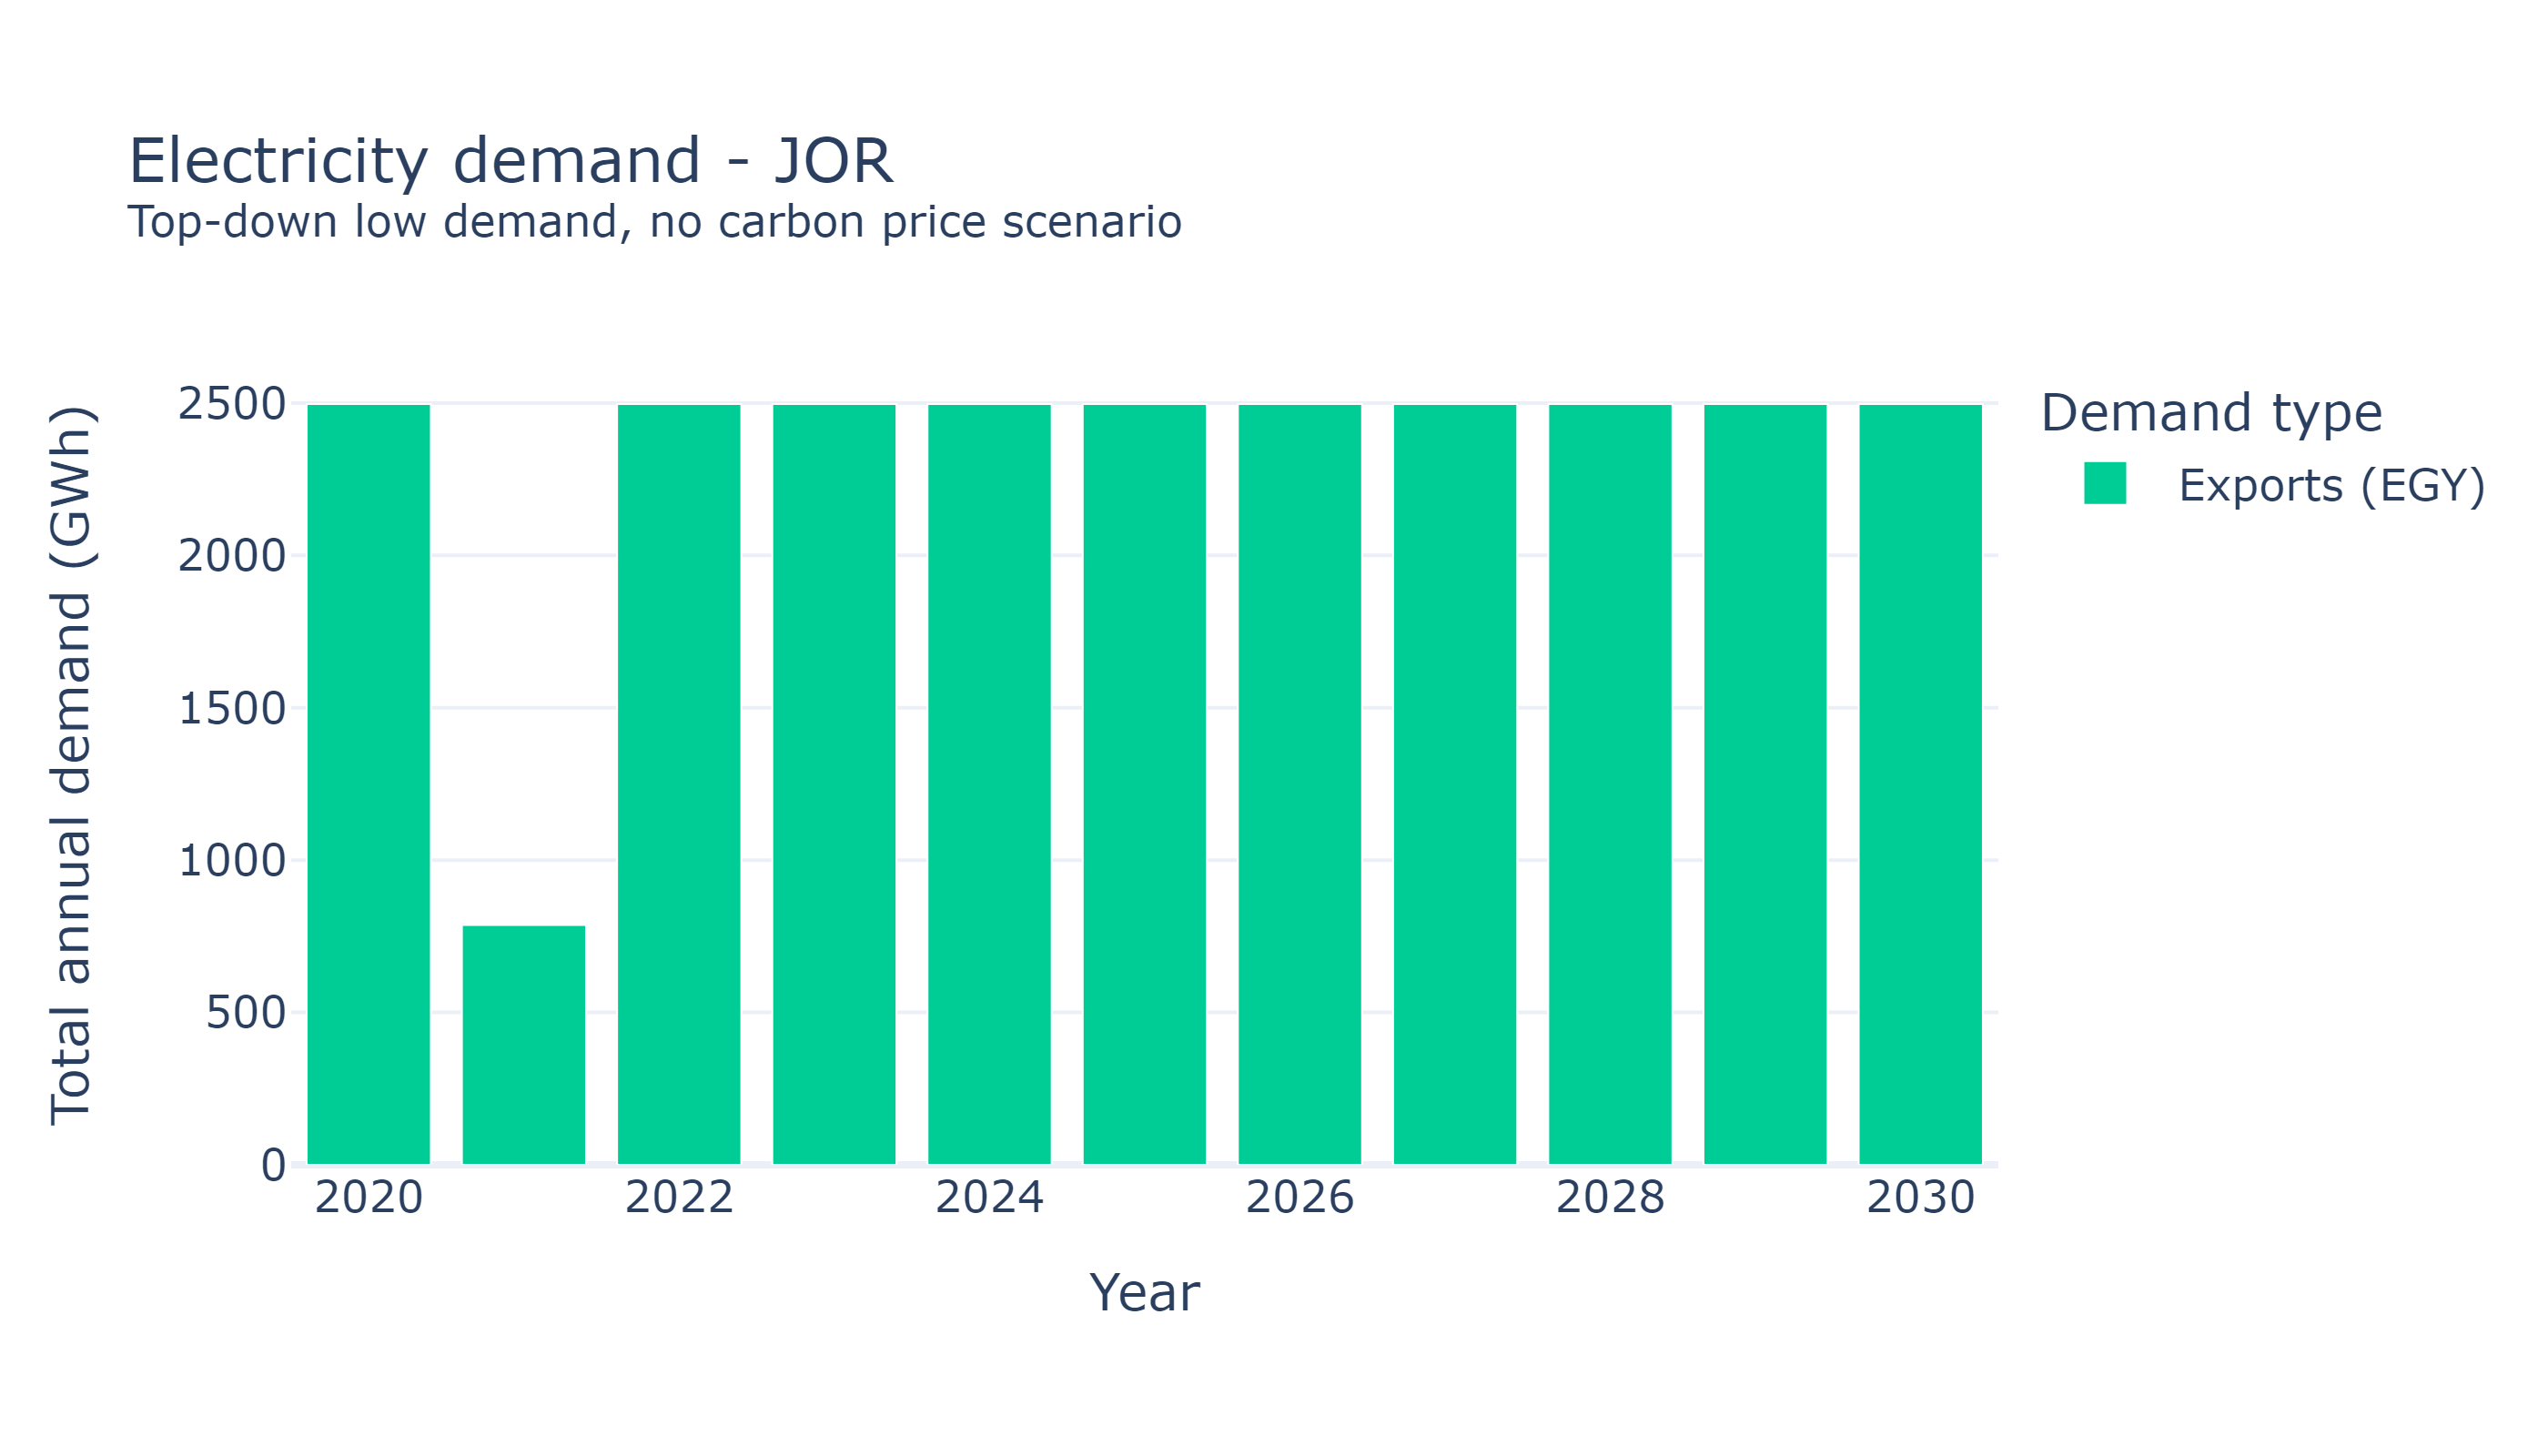 Electricity demand - JOR
Top-down low demand, no carbon price scenario
Total annual demand (GWh)
2500
2000
1500
1000
500
0
2020 2022 2024 2026 2028 2030
Year
Demand type
Exports (EGY)